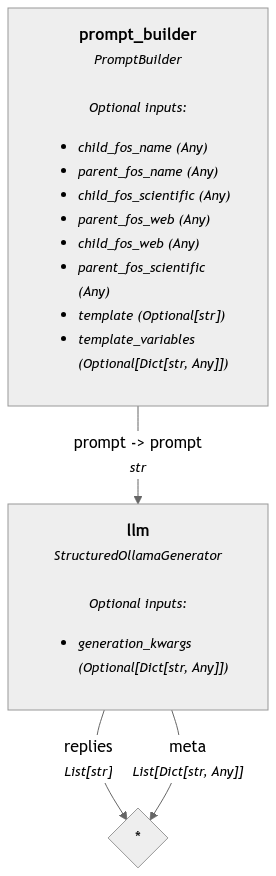 prompt_builder
PromptBuilder
Optional inputs:
• child_fos_name (Any)
• parent_fos_name (Any)
• child_fos_scientific (Any)
• parent_fos_web (Any)
• child_fos_web (Any)
• parent_fos_scientific
(Any)
• template (Optional[str])
• template_variables
(Optional[Dict[str, Any]])
prompt -> prompt
str
llm
StructuredOllamaGenerator
Optional inputs:
• generation_kwargs
(Optional[Dict[str, Any]])
replies
List[str]
meta
List[Dict[str, Any]]
*